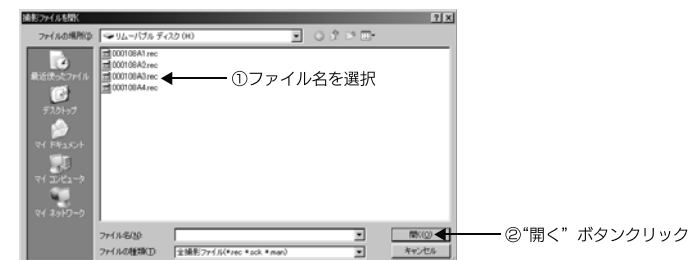 撮影ファイルを開く
ファイルの場所(I): リムーバブル ディスク (H:)
000108A1.rec
000108A2.rec
000108A3.rec ①ファイル名を選択
000108A4.rec
最近使ったファイル
デスクトップ
マイ ドキュメント
マイ コンピュータ
マイ ネットワーク
ファイル名(N):
開く(O) ②“開く” ボタンクリック
ファイルの種類(T): 全撮影ファイル(*.rec *.sck *.man) キャンセル